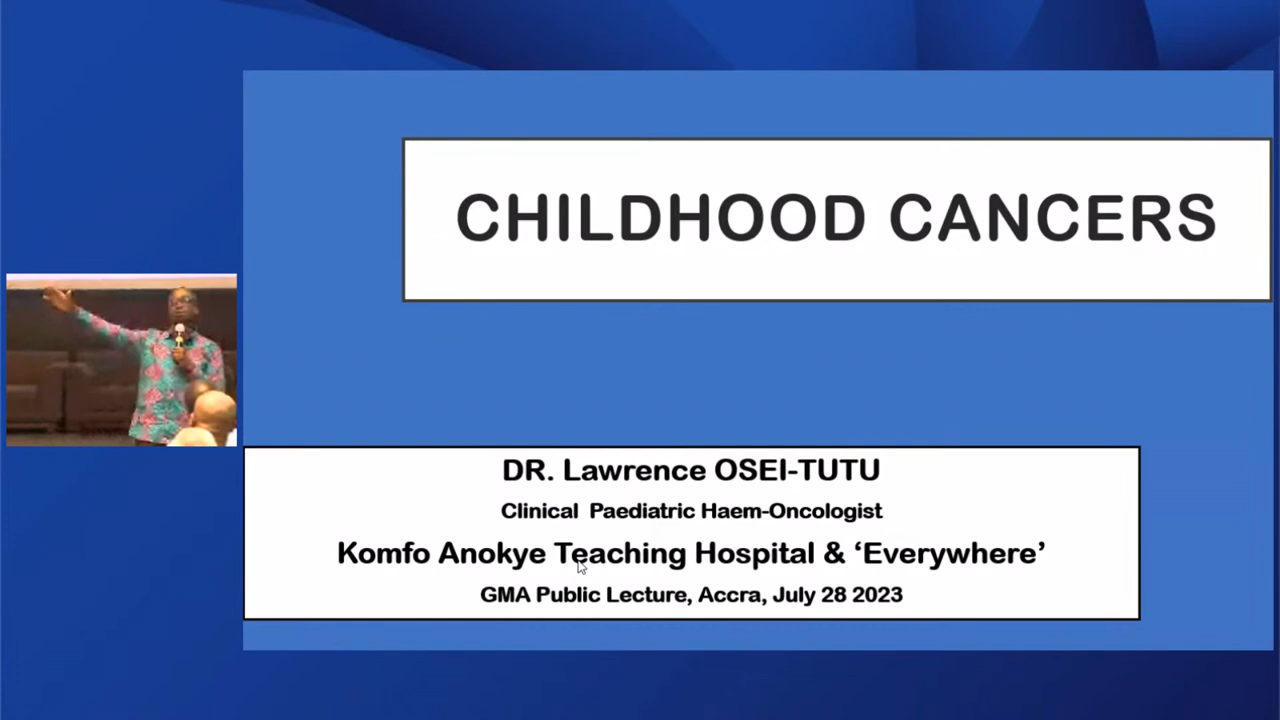 CHILDHOOD CANCERS
DR. Lawrence OSEI-TUTU
Clinical Paediatric Haem-Oncologist
Komfo Anokye Teaching Hospital & ‘Everywhere’
GMA Public Lecture, Accra, July 28 2023